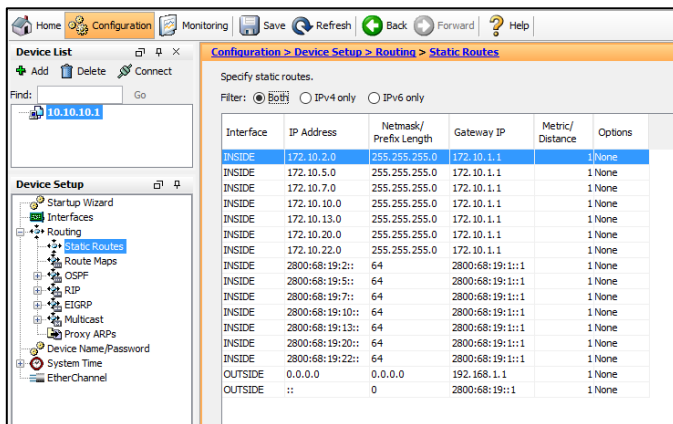 Home Configuration Monitoring Save Refresh Back Forward Help
Device List
Add Delete Connect
Find: Go
10.10.10.1
Device Setup
Startup Wizard
Interfaces
Routing
Static Routes
Route Maps
OSPF
RIP
EIGRP
Multicast
Proxy ARPs
Device Name/Password
System Time
EtherChannel
Configuration > Device Setup > Routing > Static Routes
Specify static routes.
Filter: Both IPv4 only IPv6 only
Interface IP Address Netmask/ Prefix Length Gateway IP Metric/ Distance Options
INSIDE 172.10.2.0 255.255.255.0 172.10.1.1 1 None
INSIDE 172.10.5.0 255.255.255.0 172.10.1.1 1 None
INSIDE 172.10.7.0 255.255.255.0 172.10.1.1 1 None
INSIDE 172.10.10.0 255.255.255.0 172.10.1.1 1 None
INSIDE 172.10.13.0 255.255.255.0 172.10.1.1 1 None
INSIDE 172.10.20.0 255.255.255.0 172.10.1.1 1 None
INSIDE 172.10.22.0 255.255.255.0 172.10.1.1 1 None
INSIDE 2800:68:19:2:: 64 2800:68:19:1::1 1 None
INSIDE 2800:68:19:5:: 64 2800:68:19:1::1 1 None
INSIDE 2800:68:19:7:: 64 2800:68:19:1::1 1 None
INSIDE 2800:68:19:10:: 64 2800:68:19:1::1 1 None
INSIDE 2800:68:19:13:: 64 2800:68:19:1::1 1 None
INSIDE 2800:68:19:20:: 64 2800:68:19:1::1 1 None
INSIDE 2800:68:19:22:: 64 2800:68:19:1::1 1 None
OUTSIDE 0.0.0.0 0.0.0.0 192.168.1.1 1 None
OUTSIDE :: 0 2800:68:19::1 1 None